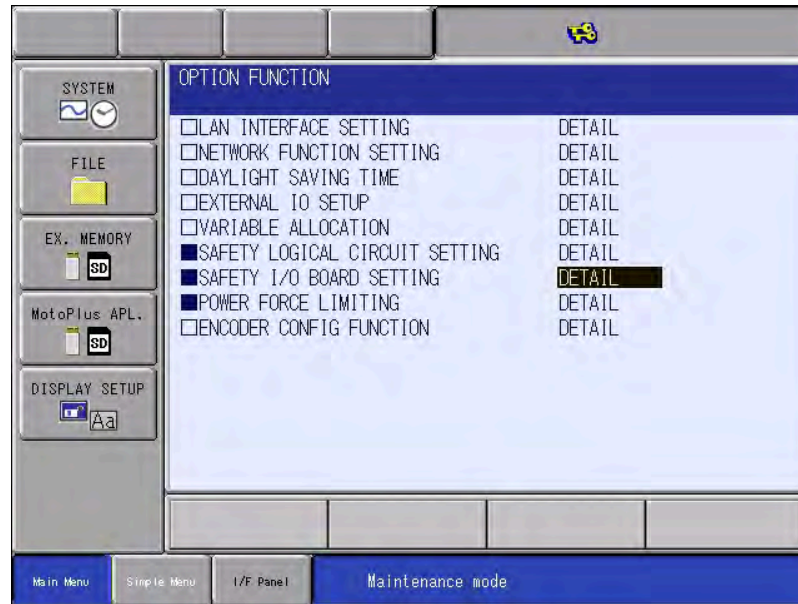 SYSTEM
FILE
EX. MEMORY
SD
MotoPlus APL.
SD
DISPLAY SETUP
Aa
OPTION FUNCTION
LAN INTERFACE SETTING DETAIL
NETWORK FUNCTION SETTING DETAIL
DAYLIGHT SAVING TIME DETAIL
EXTERNAL IO SETUP DETAIL
VARIABLE ALLOCATION DETAIL
SAFETY LOGICAL CIRCUIT SETTING DETAIL
SAFETY I/O BOARD SETTING DETAIL
POWER FORCE LIMITING DETAIL
ENCODER CONFIG FUNCTION DETAIL
Main Menu Simple Menu I/F Panel Maintenance mode